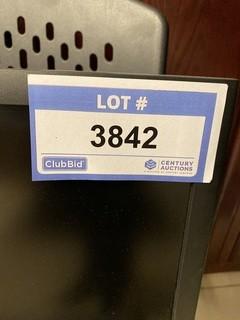 LOT #
3842
ClubBid
CENTURY
AUCTIONS